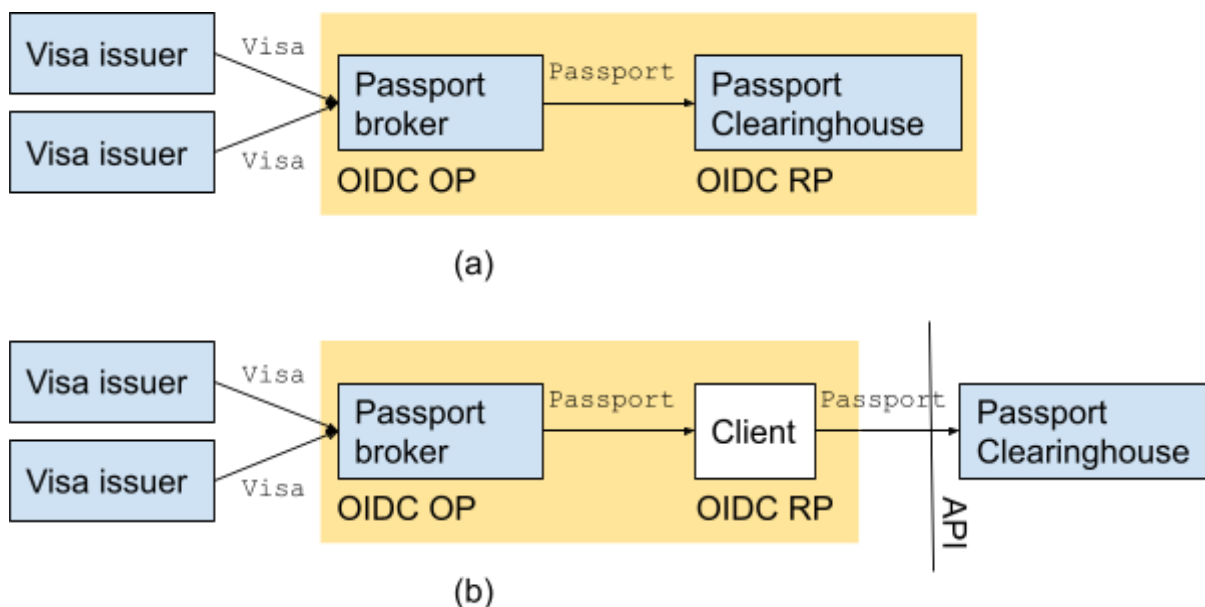 Visa issuer
Visa
Passport
broker
Passport
Passport
Clearinghouse
Visa issuer
Visa
OIDC OP
OIDC RP
(a)
Visa issuer
Visa
Passport
broker
Passport
Client
Passport
Passport
Clearinghouse
Visa issuer
Visa
OIDC OP
OIDC RP
API
(b)